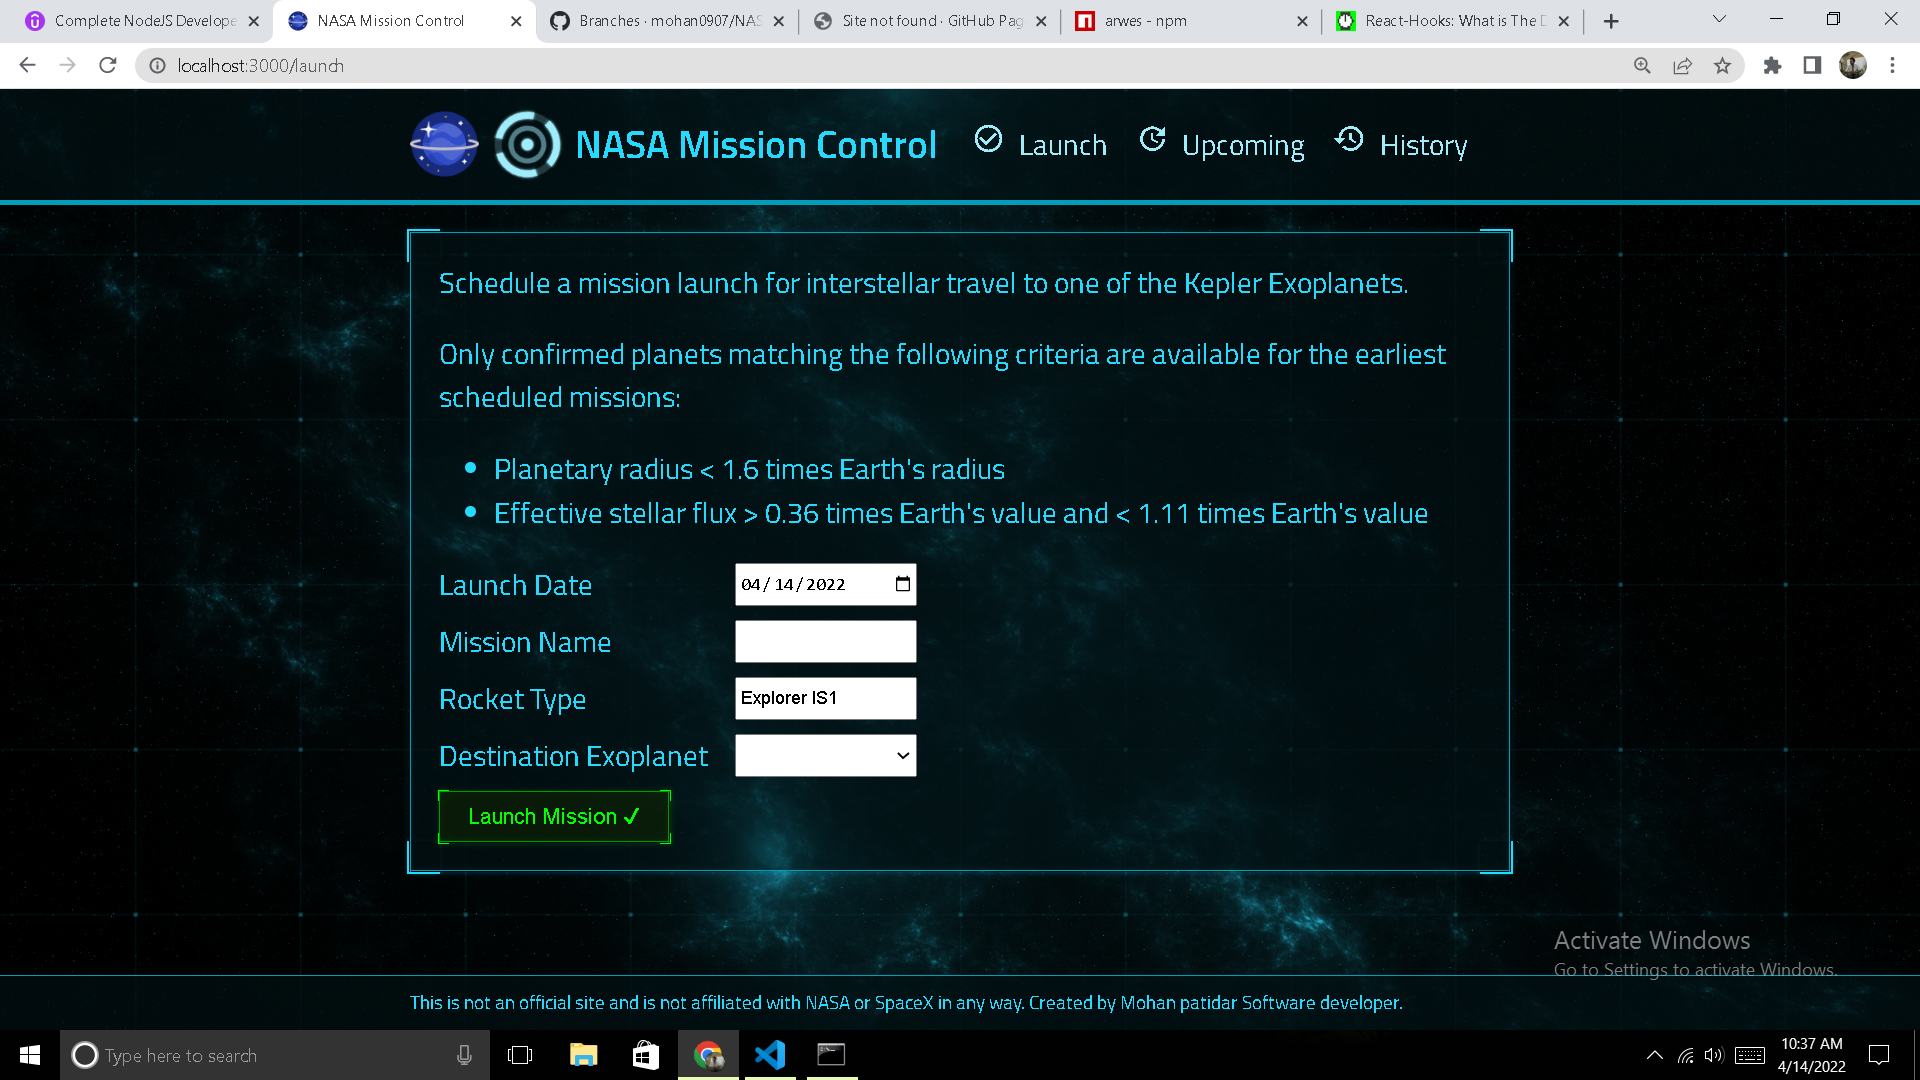 Complete NodeJS Develope
NASA Mission Control
Branches · mohan0907/NAS
Site not found · GitHub Pag
arwes - npm
React-Hooks: What is The D
localhost:3000/launch
NASA Mission Control
Launch
Upcoming
History
Schedule a mission launch for interstellar travel to one of the Kepler Exoplanets.
Only confirmed planets matching the following criteria are available for the earliest
scheduled missions:
• Planetary radius < 1.6 times Earth's radius
• Effective stellar flux > 0.36 times Earth's value and < 1.11 times Earth's value
Launch Date
04/14/2022
Mission Name
Rocket Type
Explorer IS1
Destination Exoplanet
Launch Mission ✓
Activate Windows
Go to Settings to activate Windows.
This is not an official site and is not affiliated with NASA or SpaceX in any way. Created by Mohan patidar Software developer.
Type here to search
10:37 AM
4/14/2022